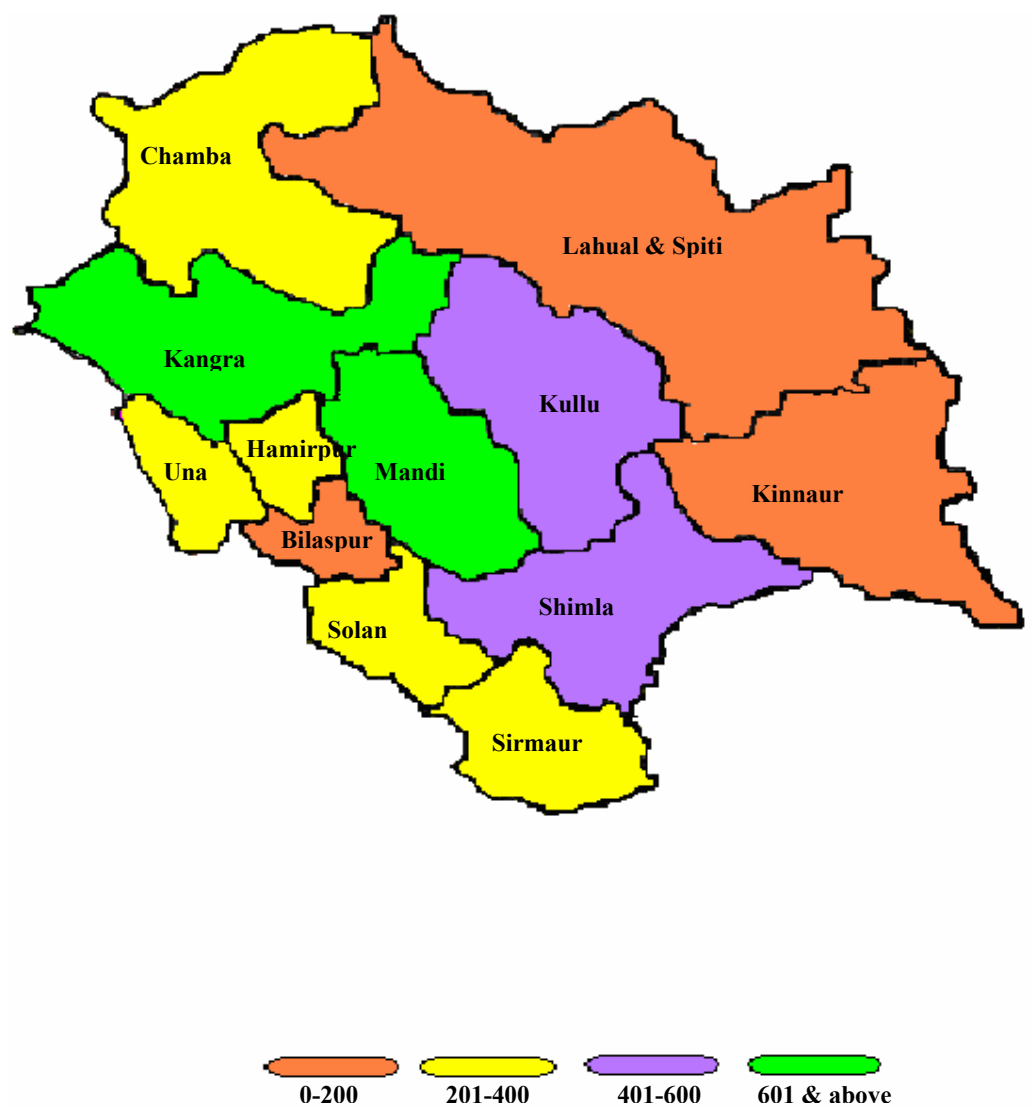 Chamba
Lahual & Spiti
Kangra
Kullu
Hamirpur
Una
Mandi
Kinnaur
Bilaspur
Shimla
Solan
Sirmaur
0-200
201-400
401-600
601 & above